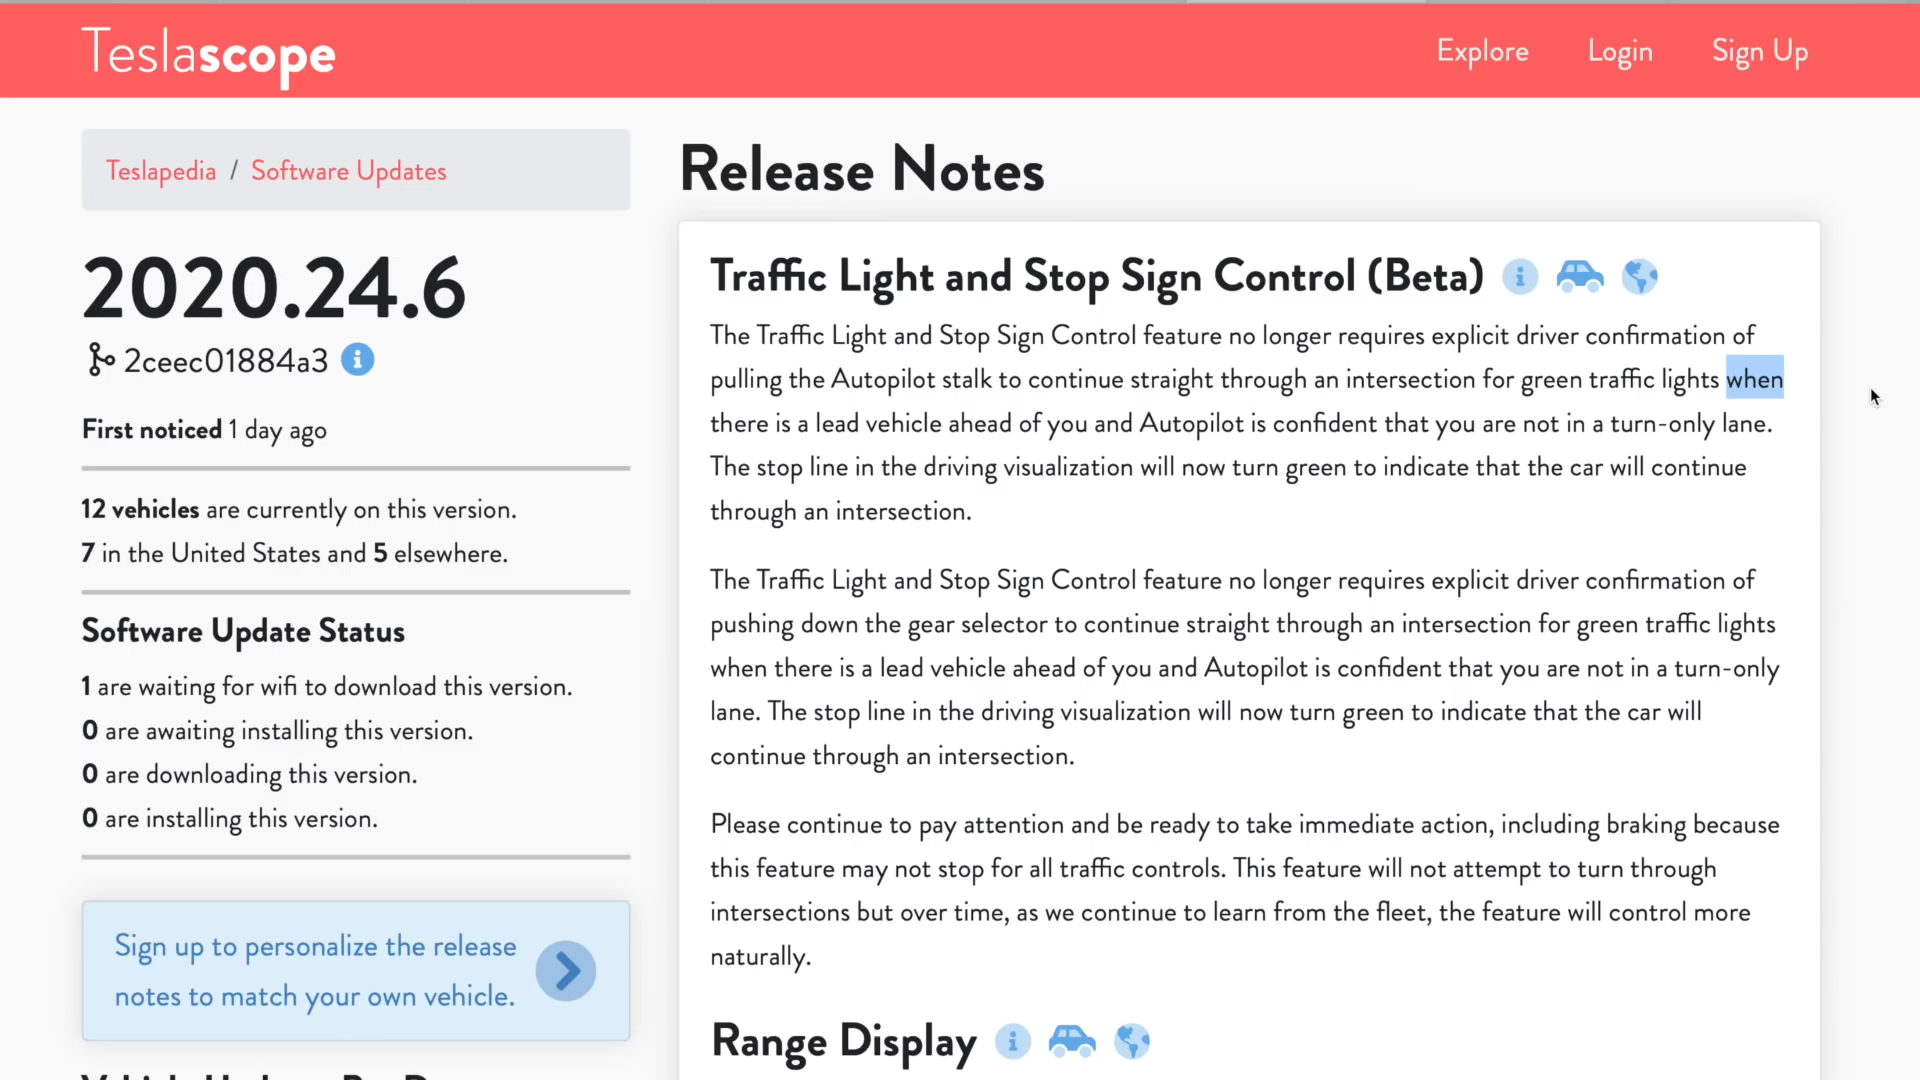 Teslascope
Explore Login Sign Up
Teslapedia / Software Updates
2020.24.6
2ceec01884a3
First noticed 1 day ago
12 vehicles are currently on this version.
7 in the United States and 5 elsewhere.
Software Update Status
1 are waiting for wifi to download this version.
0 are awaiting installing this version.
0 are downloading this version.
0 are installing this version.
Sign up to personalize the release
notes to match your own vehicle.
Release Notes
Traffic Light and Stop Sign Control (Beta)
The Traffic Light and Stop Sign Control feature no longer requires explicit driver confirmation of
pulling the Autopilot stalk to continue straight through an intersection for green traffic lights when
there is a lead vehicle ahead of you and Autopilot is confident that you are not in a turn-only lane.
The stop line in the driving visualization will now turn green to indicate that the car will continue
through an intersection.
The Traffic Light and Stop Sign Control feature no longer requires explicit driver confirmation of
pushing down the gear selector to continue straight through an intersection for green traffic lights
when there is a lead vehicle ahead of you and Autopilot is confident that you are not in a turn-only
lane. The stop line in the driving visualization will now turn green to indicate that the car will
continue through an intersection.
Please continue to pay attention and be ready to take immediate action, including braking because
this feature may not stop for all traffic controls. This feature will not attempt to turn through
intersections but over time, as we continue to learn from the fleet, the feature will control more
naturally.
Range Display